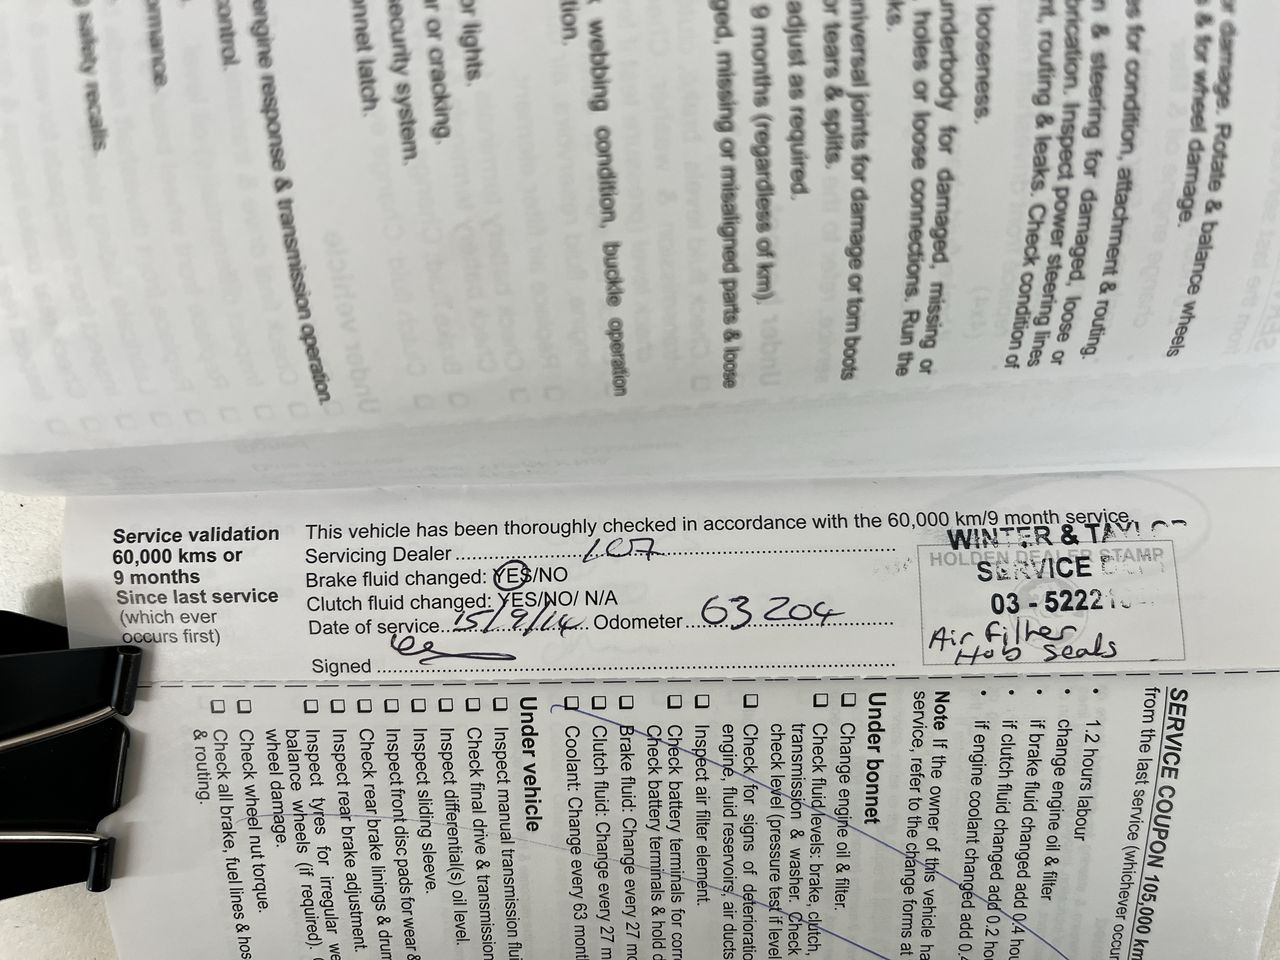 or damage. Rotate & balance wheels
& for wheel damage.
es for condition, attachment & routing.
n & steering for damaged, loose or
brication. Inspect power steering lines
nt, routing & leaks. Check condition of
looseness.
underbody for damaged, missing or
, holes or loose connections. Run the
ks.
universal joints for damage or torn boots
or tears & splits.
adjust as required.
9 months (regardless of km).
ged, missing or misaligned parts & loose
k webbing condition, buckle operation
tion.
or lights.
r or cracking.
security system.
onnet latch.
engine response & transmission operation.
control.
ormance.
g safety recalls.
Service validation
60,000 kms or
9 months
Since last service
(which ever
occurs first)
This vehicle has been thoroughly checked in accordance with the 60,000 km/9 month service.
Servicing Dealer 107
Brake fluid changed: YES/NO
Clutch fluid changed: YES/NO/ N/A
Date of service 15/9/14 Odometer 63204
Signed
WINTER & TAYLOR
HOLDEN DEALER STAMP
SERVICE
03 - 5222
Air filter
Hub seals
SERVICE COUPON 105,000 km
from the last service (whichever occur
• 1.2 hours labour
• change engine oil & filter
• if brake fluid changed add 0.4 hou
• if clutch fluid changed add 0.2 hou
• if engine coolant changed add 0.4
Note If the owner of this vehicle ha
service, refer to the change forms at
Under bonnet
❑ Change engine oil & filter.
❑ Check fluid levels: brake, clutch,
transmission & washer. Check
check level (pressure test if level
❑ Check for signs of deterioratio
engine, fluid reservoirs, air ducts
❑ Inspect air filter element.
❑ Check battery terminals for corr
Check battery terminals & hold d
❑ Brake fluid: Change every 27 mo
❑ Clutch fluid: Change every 27 m
❑ Coolant: Change every 63 mont
Under vehicle
❑ Inspect manual transmission flui
❑ Check final drive & transmission
❑ Inspect differential(s) oil level.
❑ Inspect sliding sleeve.
❑ Inspect front disc pads for wear &
❑ Check rear brake linings & drum
❑ Inspect rear brake adjustment.
❑ Inspect tyres for irregular we
balance wheels (if required).
wheel damage.
❑ Check wheel nut torque.
❑ Check all brake, fuel lines & hos
& routing.